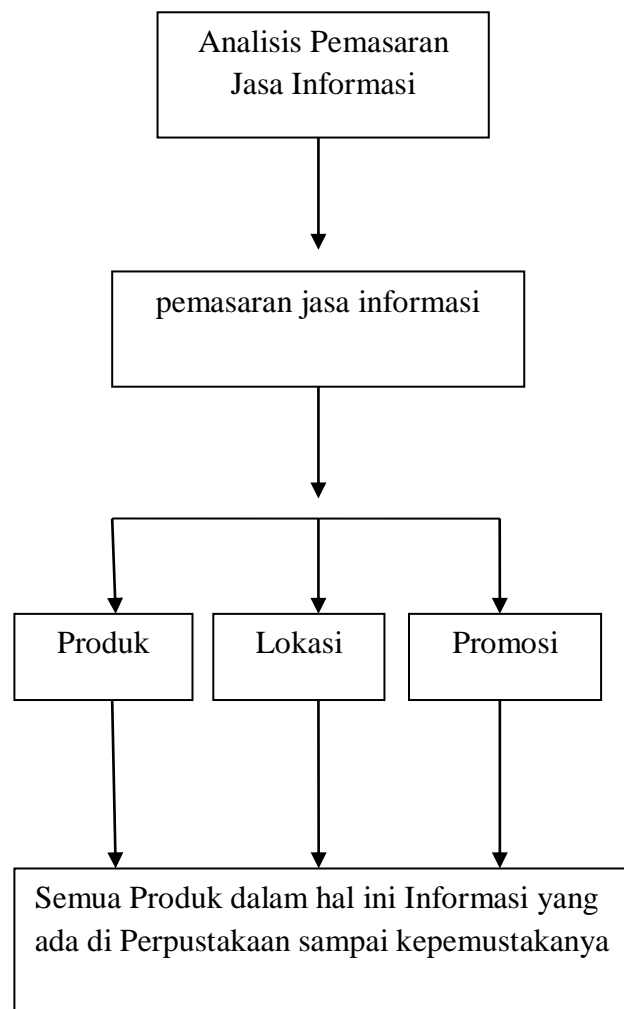 Analisis Pemasaran
Jasa Informasi
pemasaran jasa informasi
Produk
Lokasi
Promosi
Semua Produk dalam hal ini Informasi yang
ada di Perpustakaan sampai kepemustakanya